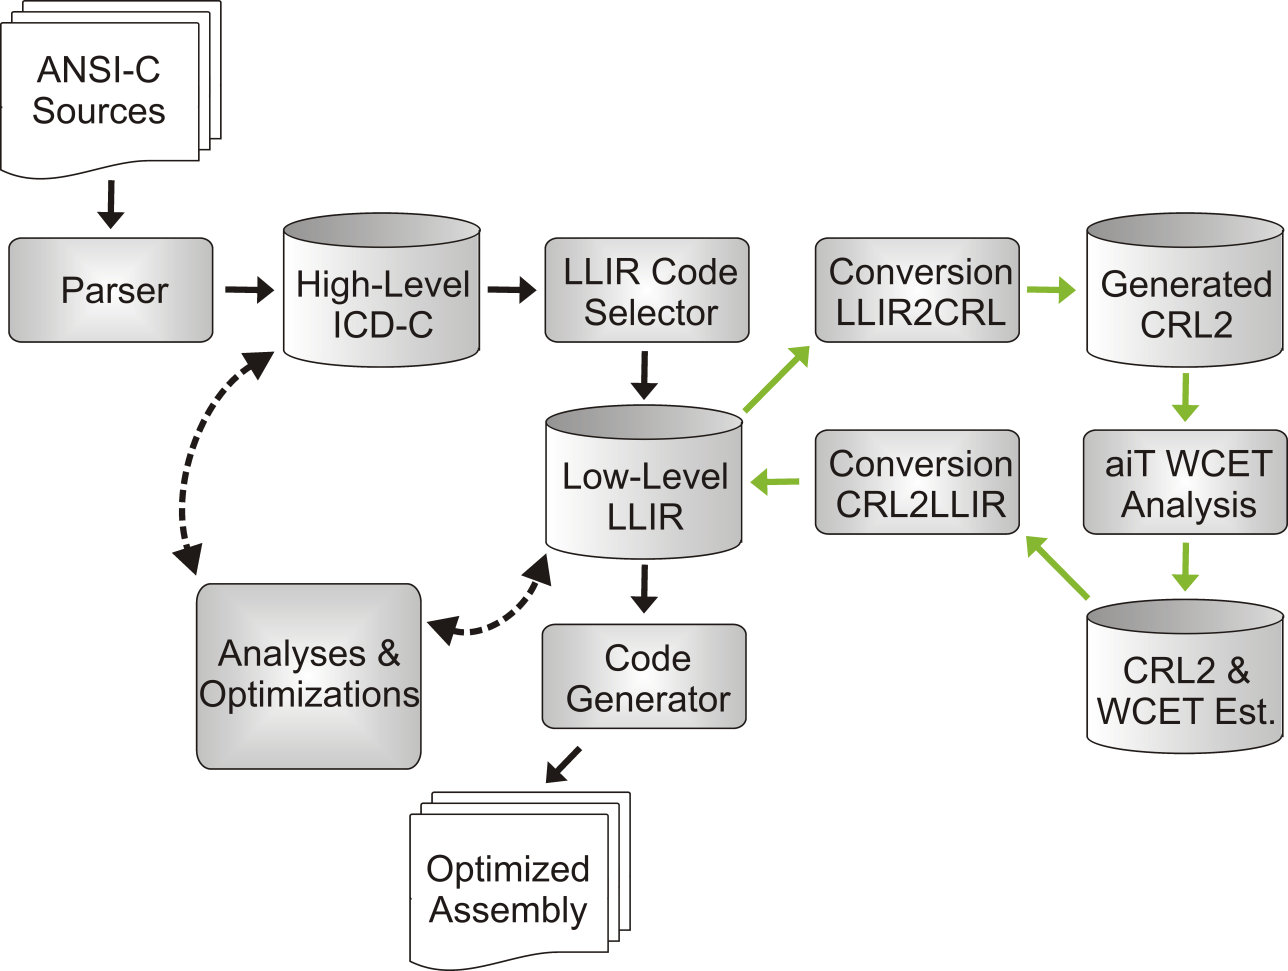 ANSI-C
Sources
Parser
High-Level
ICD-C
LLIR Code
Selector
Conversion
LLIR2CRL
Generated
CRL2
Low-Level
LLIR
Conversion
CRL2LLIR
aiT WCET
Analysis
Analyses &
Optimizations
Code
Generator
CRL2 &
WCET Est.
Optimized
Assembly